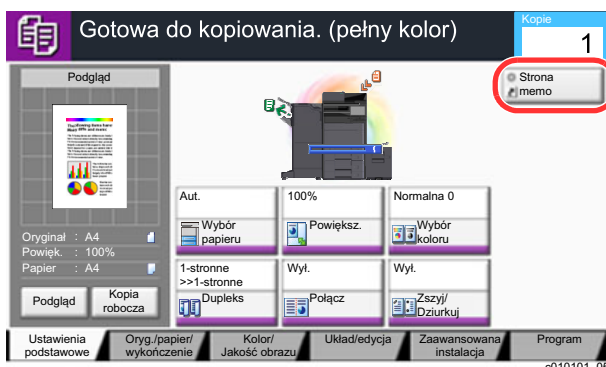 Gotowa do kopiowania. (pełny kolor)
Kopie
1
Podgląd
Strona
memo
Oryginał : A4
Powięk. : 100%
Papier : A4
Podgląd
Kopia
robocza
Aut.
Wybór
papieru
100%
Powiększ.
Normalna 0
Wybór
koloru
1-stronne
>>1-stronne
Dupleks
Wył.
Połącz
Wył.
Zszyj/
Dziurkuj
Ustawienia
podstawowe
Oryg./papier/
wykończenie
Kolor/
Jakość obrazu
Układ/edycja
Zaawansowana
instalacja
Program